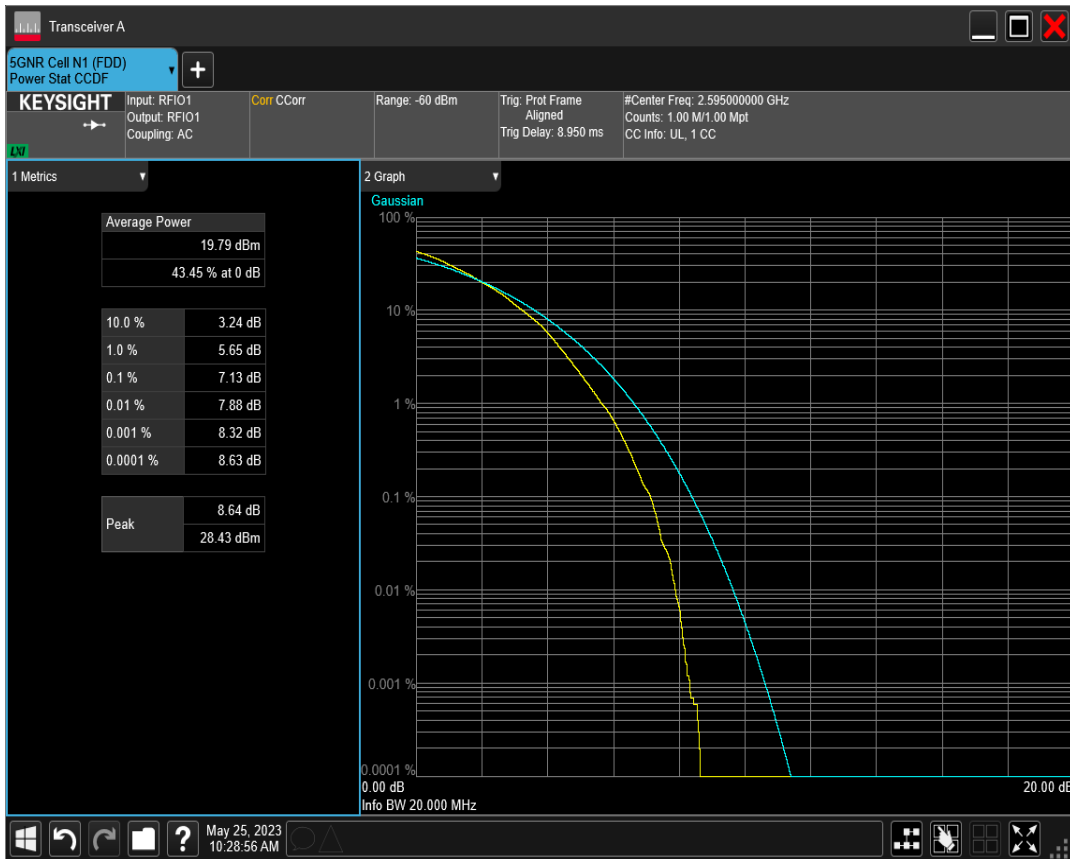 Transceiver A
5GNR Cell N1 (FDD)
Power Stat CCDF
KEYSIGHT
LXI
Input: RFIO1
Output: RFIO1
Coupling: AC
Corr CCorr
Range: -60 dBm
Trig: Prot Frame
Aligned
Trig Delay: 8.950 ms
#Center Freq: 2.595000000 GHz
Counts: 1.00 M/1.00 Mpt
CC Info: UL, 1 CC
1 Metrics
Average Power
19.79 dBm
43.45 % at 0 dB
10.0 % 3.24 dB
1.0 % 5.65 dB
0.1 % 7.13 dB
0.01 % 7.88 dB
0.001 % 8.32 dB
0.0001 % 8.63 dB
Peak
8.64 dB
28.43 dBm
2 Graph
Gaussian
100 %
10 %
1 %
0.1 %
0.01 %
0.001 %
0.0001 %
0.00 dB
20.00 dB
Info BW 20.000 MHz
?
May 25, 2023
10:28:56 AM